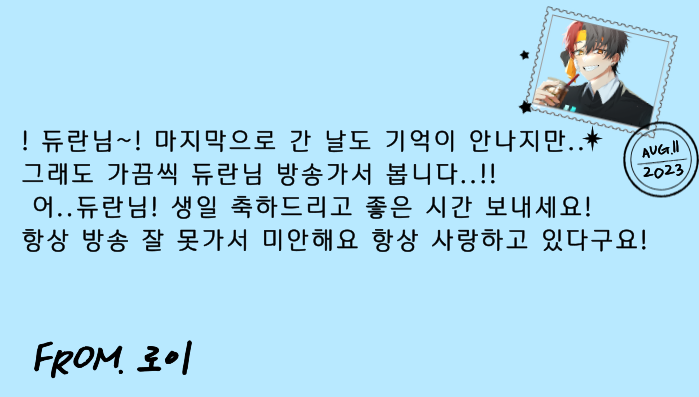 ! 듀란님~! 마지막으로 간 날도 기억이 안나지만..
그래도 가끔씩 듀란님 방송가서 봅니다..!!
어..듀란님! 생일 축하드리고 좋은 시간 보내세요!
항상 방송 잘 못가서 미안해요 항상 사랑하고 있다구요!
AUG.11
2023
FROM. 로이